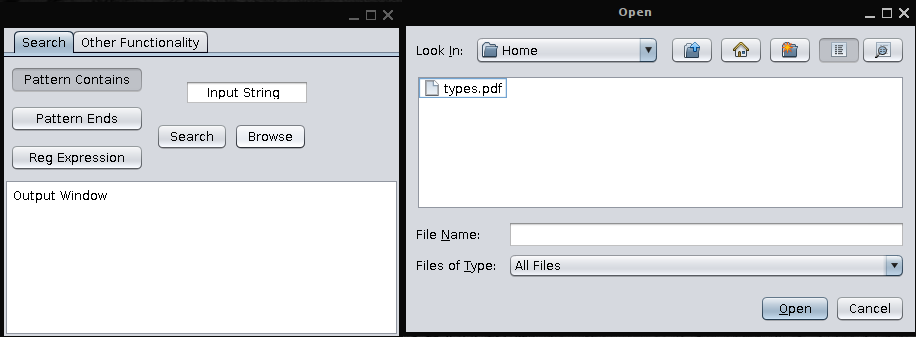 Search Other Functionality
Pattern Contains
Input String
Pattern Ends
Search Browse
Reg Expression
Output Window
Open
Look In: Home
types.pdf
File Name:
Files of Type: All Files
Open Cancel